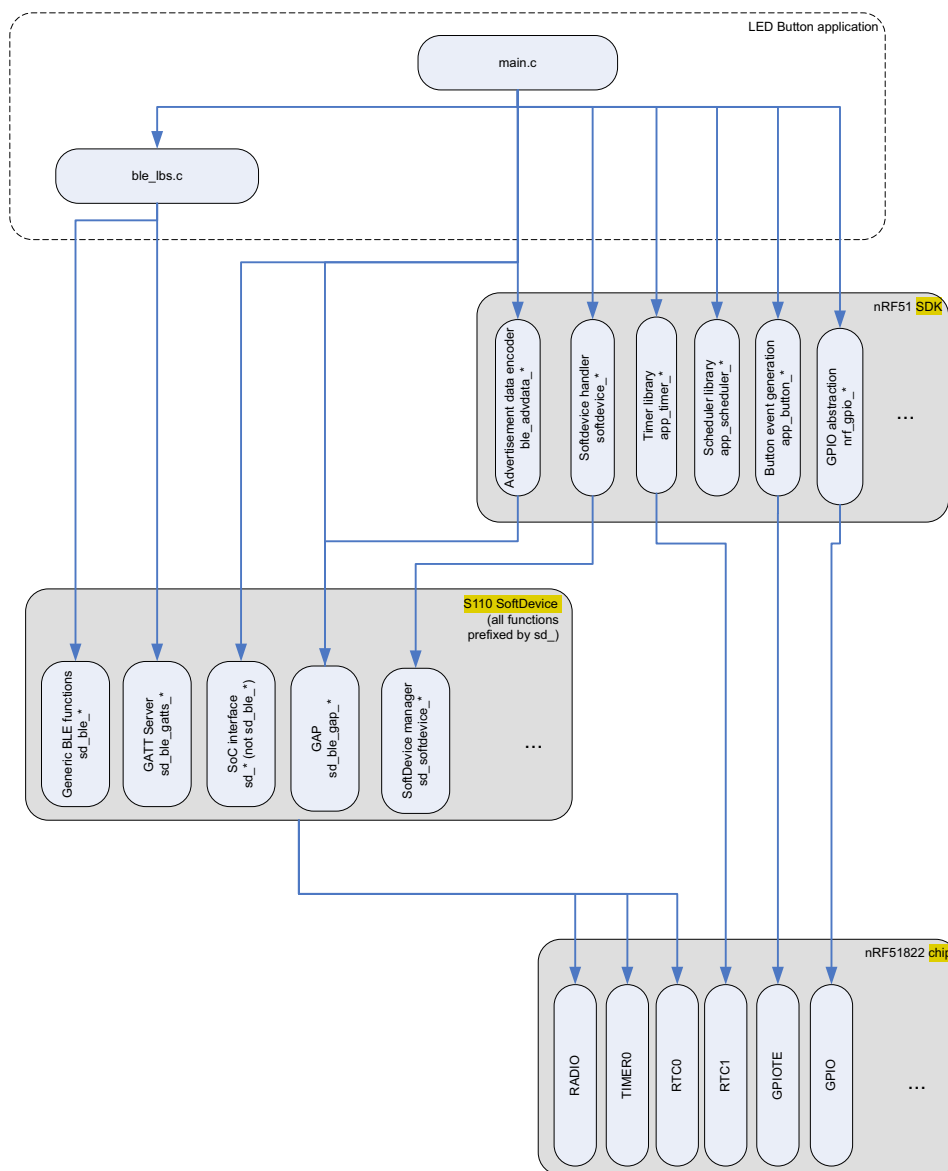 LED Button application
main.c
ble_lbs.c
nRF51 SDK
Advertisement data encoder
ble_advdata_*
Softdevice handler
softdevice_*
Timer library
app_timer_*
Scheduler library
app_scheduler_*
Button event generation
app_button_*
GPIO abstraction
nrf_gpio_*
...
S110 SoftDevice
(all functions
prefixed by sd_)
Generic BLE functions
sd_ble_*
GATT Server
sd_ble_gatts_*
SoC interface
sd_* (not sd_ble_*)
GAP
sd_ble_gap_*
SoftDevice manager
sd_softdevice_*
...
nRF51822 chip
RADIO
TIMER0
RTC0
RTC1
GPIOTE
GPIO
...